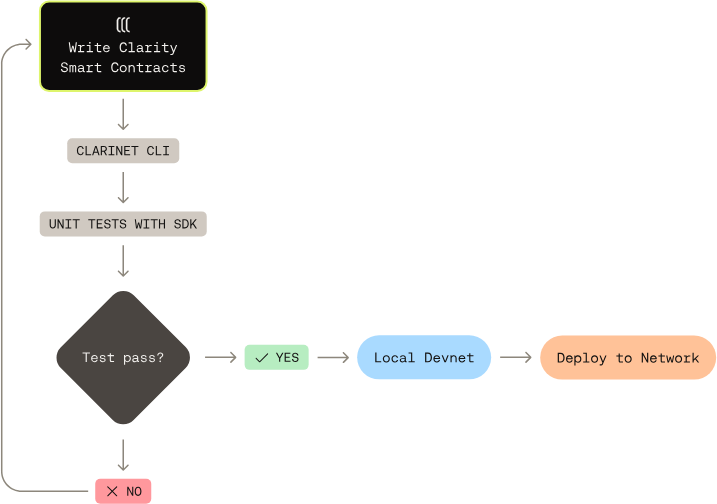 Write Clarity
Smart Contracts
CLARINET CLI
UNIT TESTS WITH SDK
Test pass?
YES
Local Devnet
Deploy to Network
NO